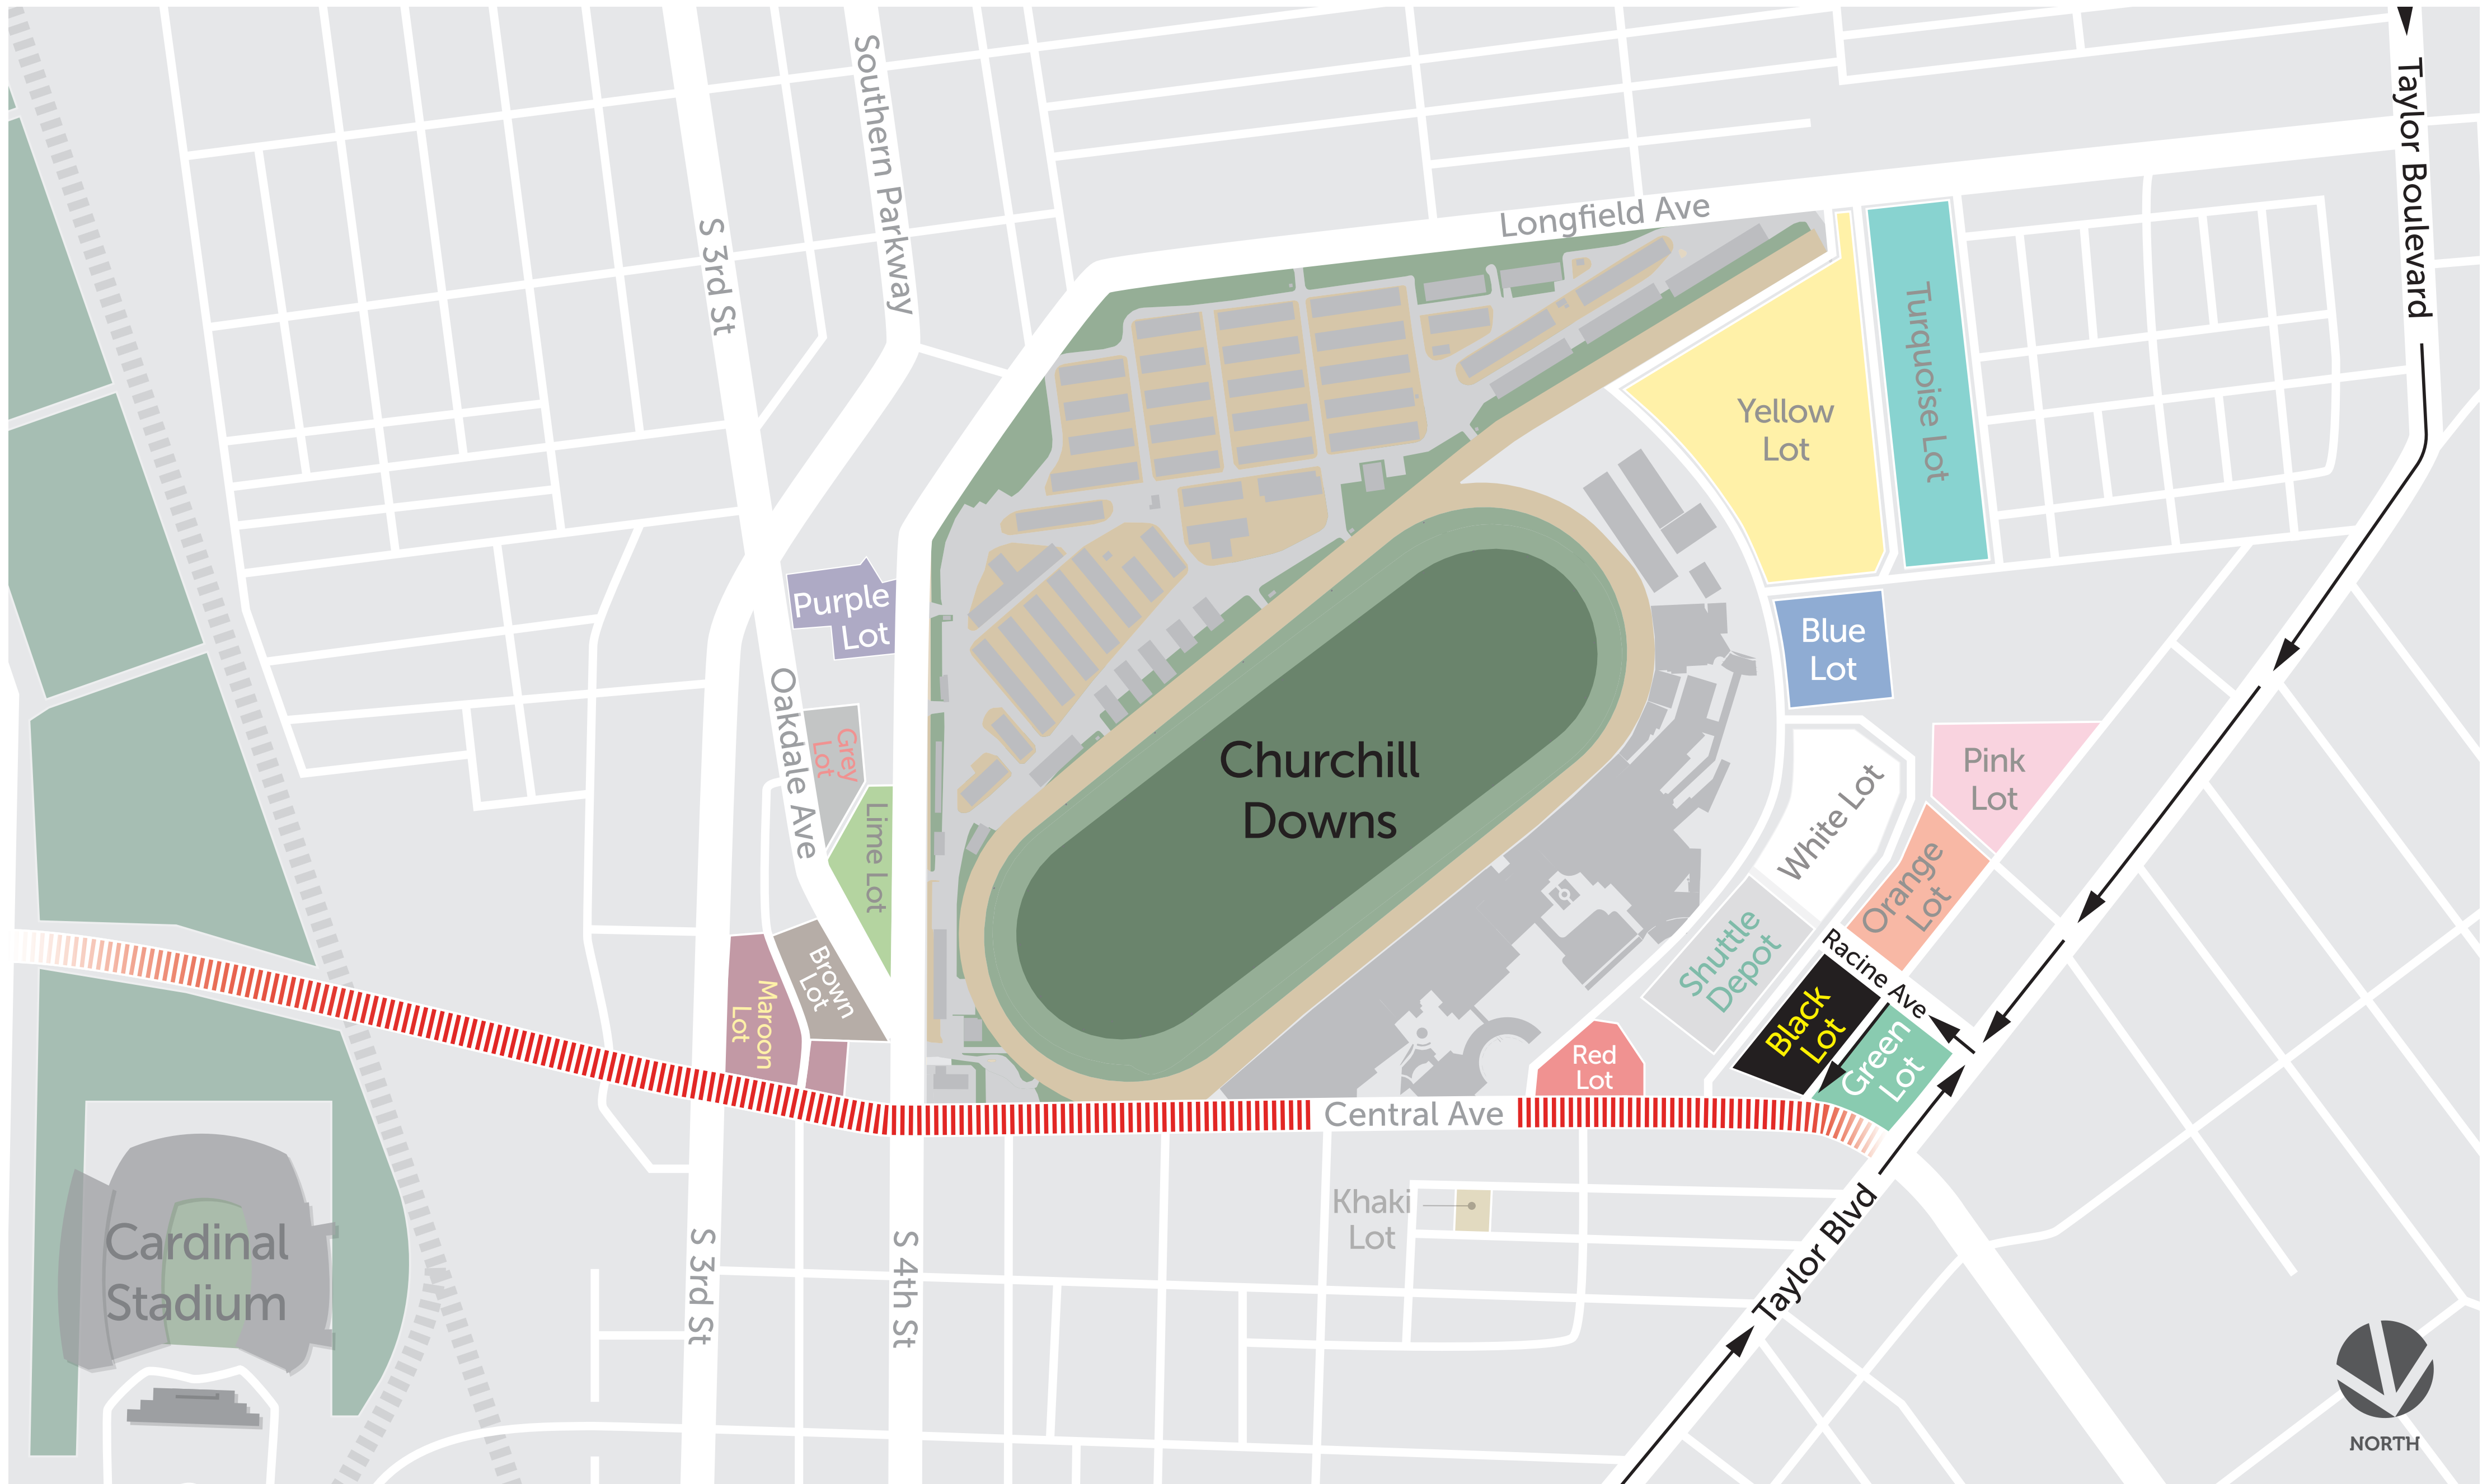 Southern Parkway
Taylor Boulevard
S 3rd St
Longfield Ave
Turquoise Lot
Yellow
Lot
Purple
Lot
Blue
Lot
Oakdale Ave
Grey
Lot
Lime Lot
Churchill
Downs
White Lot
Pink
Lot
Orange
Lot
Shuttle
Depot
Racine Ave
Brown
Lot
Maroon
Lot
Black
Lot
Green
Lot
Red
Lot
Central Ave
Khaki
Lot
Cardinal
Stadium
S 3rd St
S 4th St
Taylor Blvd
NORTH